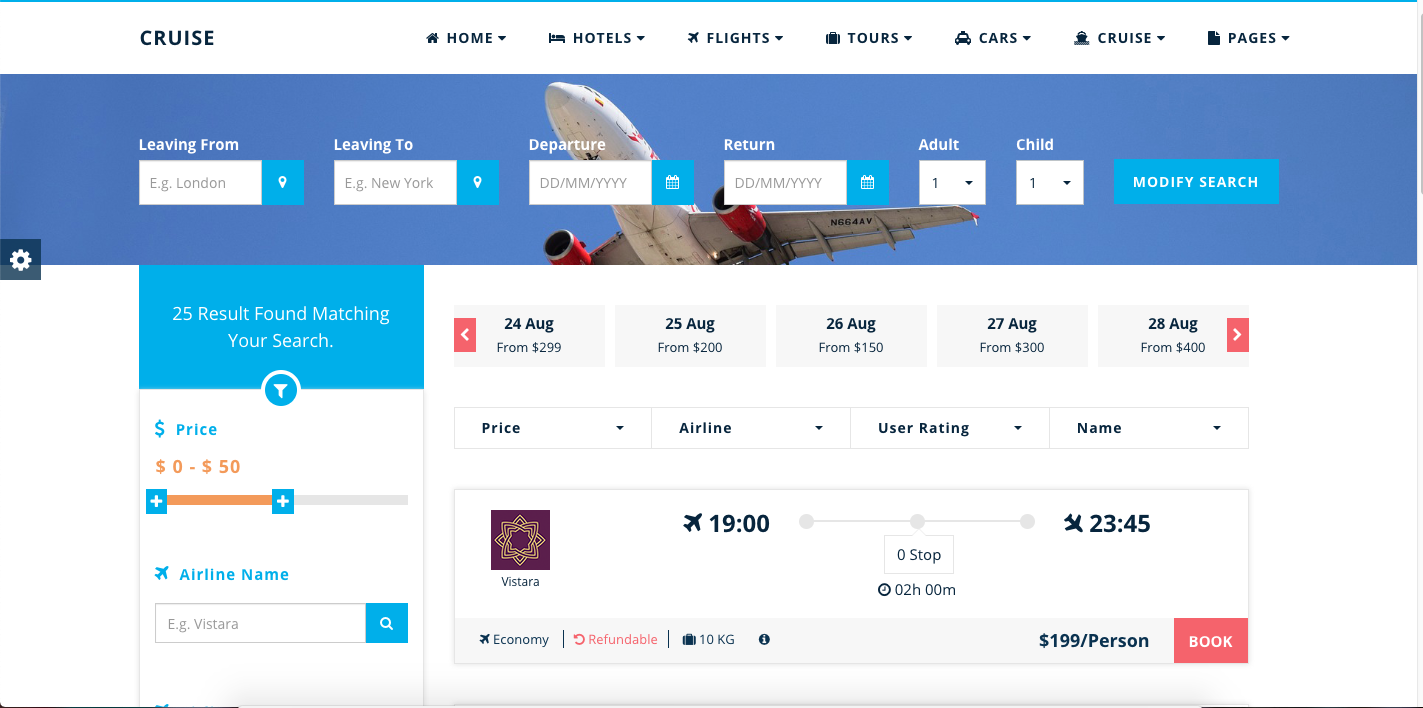 CRUISE
HOME
HOTELS
FLIGHTS
TOURS
CARS
CRUISE
PAGES
Leaving From
Leaving To
Departure
Return
Adult
Child
E.g. London
E.g. New York
DD/MM/YYYY
DD/MM/YYYY
1
1
MODIFY SEARCH
N664AV
25 Result Found Matching
Your Search.
$ Price
$ 0 - $ 50
Airline Name
E.g. Vistara
24 Aug
From $299
25 Aug
From $200
26 Aug
From $150
27 Aug
From $300
28 Aug
From $400
Price
Airline
User Rating
Name
Vistara
19:00
0 Stop
02h 00m
23:45
Economy
Refundable
10 KG
$199/Person
BOOK